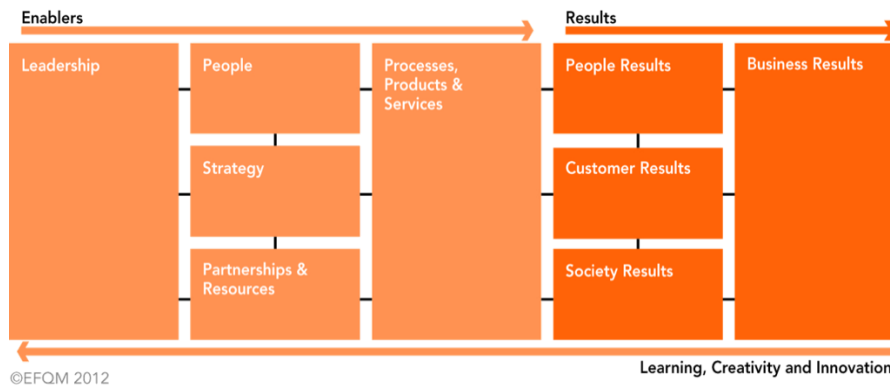 Enablers
Results
Leadership
People
Processes,
Products &
Services
People Results
Business Results
Strategy
Customer Results
Partnerships &
Resources
Society Results
Learning, Creativity and Innovation
©EFQM 2012